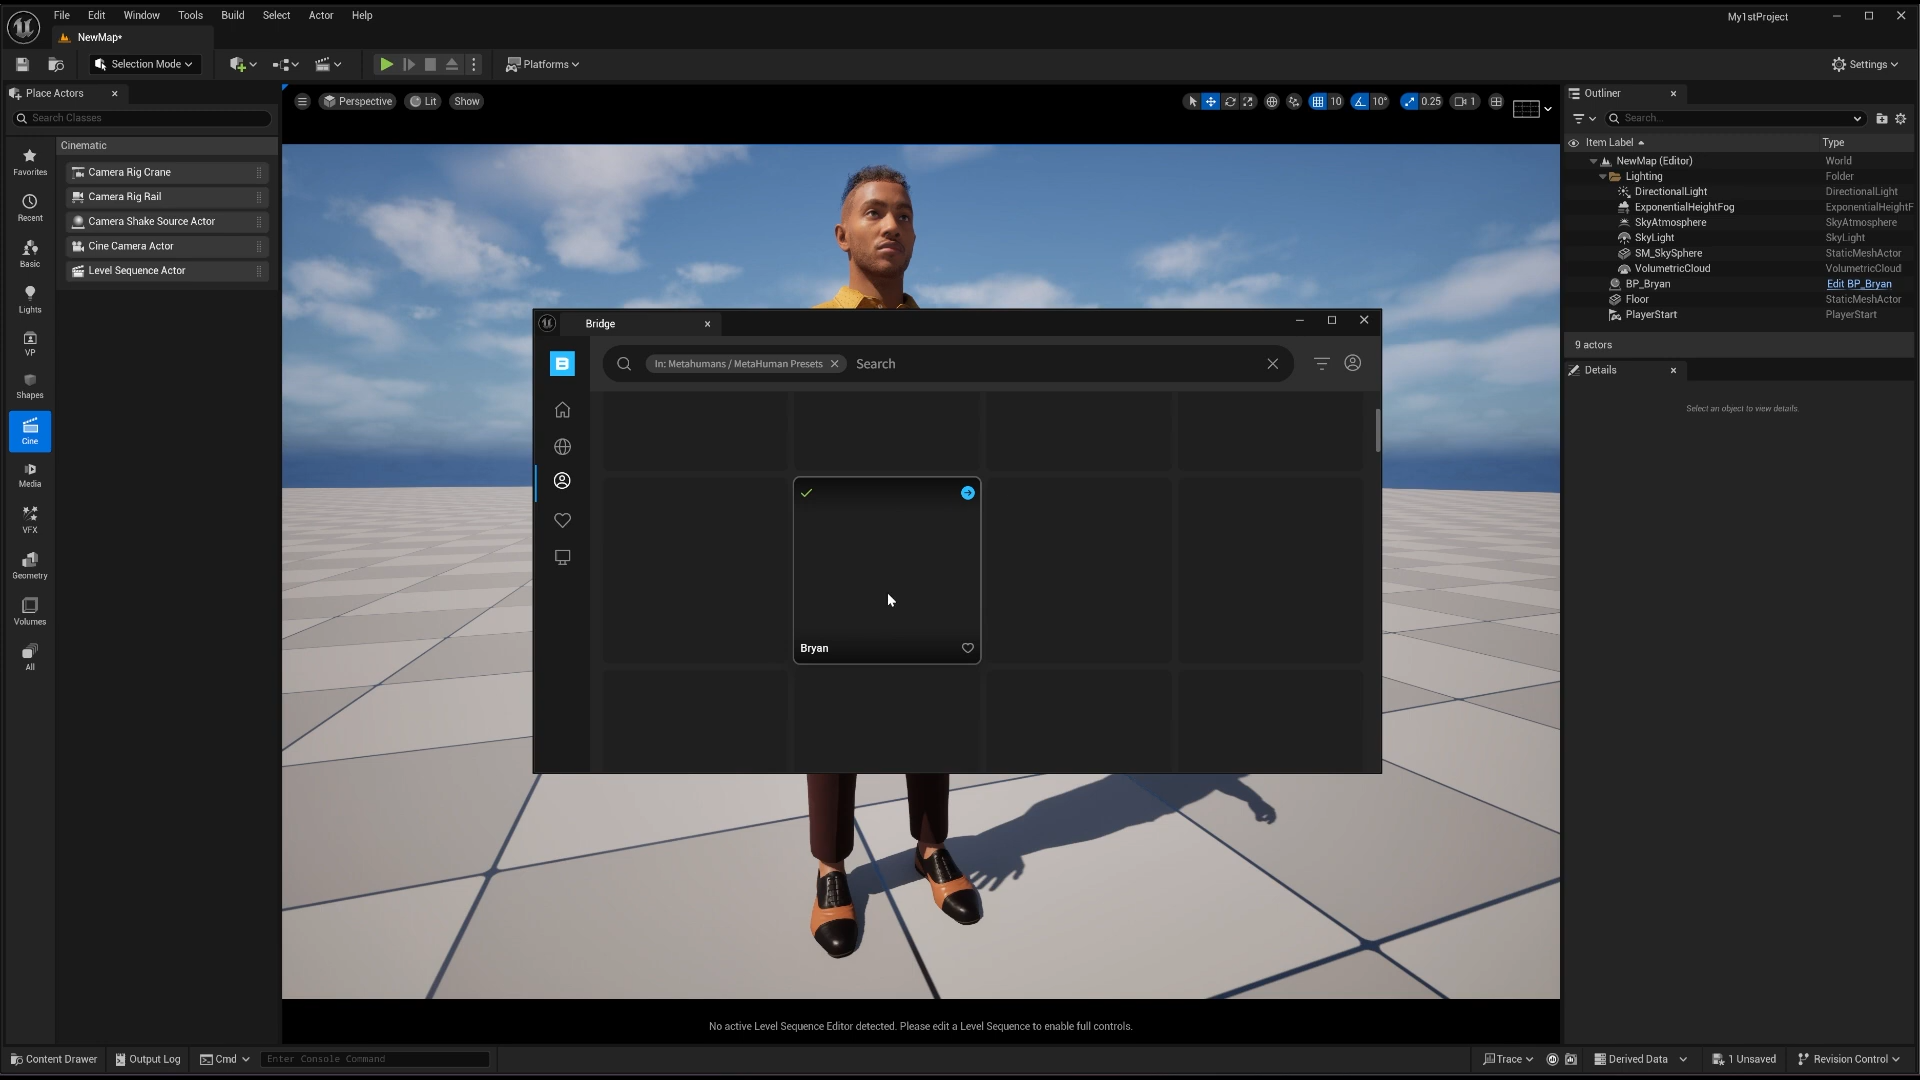 File Edit Window Tools Build Select Actor Help
My1stProject
NewMap*
Selection Mode
Platforms
Settings
Place Actors
Search Classes
Favorites
Recent
Basic
Lights
VP
Shapes
Cine
Media
VFX
Geometry
Volumes
All
Cinematic
Camera Rig Crane
Camera Rig Rail
Camera Shake Source Actor
Cine Camera Actor
Level Sequence Actor
Perspective Lit Show
10 10° 0.25 1
Bridge
In: Metahumans / MetaHuman Presets Search
Bryan
No active Level Sequence Editor detected. Please edit a Level Sequence to enable full controls.
Outliner
Search...
Item Label Type
NewMap (Editor) World
Lighting Folder
DirectionalLight DirectionalLight
ExponentialHeightFog ExponentialHeightF
SkyAtmosphere SkyAtmosphere
SkyLight SkyLight
SM_SkySphere StaticMeshActor
VolumetricCloud VolumetricCloud
BP_Bryan Edit BP_Bryan
Floor StaticMeshActor
PlayerStart PlayerStart
9 actors
Details
Select an object to view details.
Content Drawer Output Log Cmd Enter Console Command
Trace Derived Data 1 Unsaved Revision Control